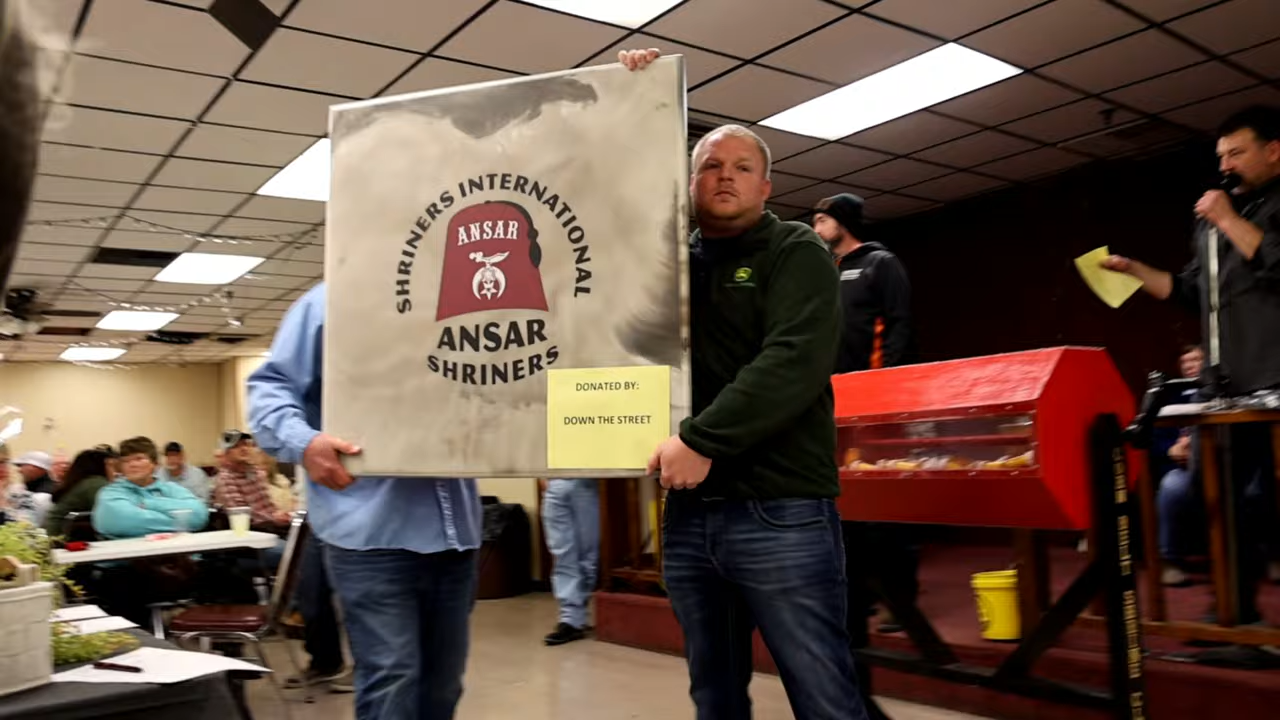 SHRINERS INTERNATIONAL
ANSAR
ANSAR
SHRINERS
DONATED BY:
DOWN THE STREET